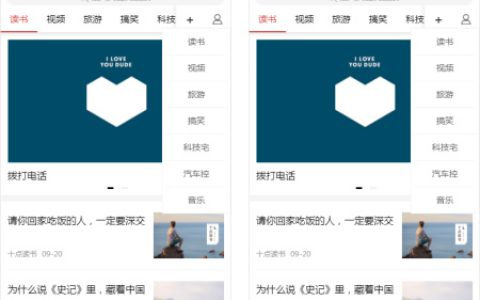 读书 视频 旅游 搞笑 科技 +
I LOVE
YOU DUDE
读书
视频
旅游
搞笑
科技宅
汽车控
音乐
拨打电话
请你回家吃饭的人，一定要深交
十点读书 09-20
为什么说《史记》里，藏着中国
读书 视频 旅游 搞笑 科技 +
I LOVE
YOU DUDE
读书
视频
旅游
搞笑
科技宅
汽车控
音乐
拨打电话
请你回家吃饭的人，一定要深交
十点读书 09-20
为什么说《史记》里，藏着中国